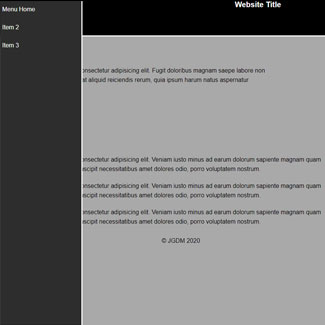 Website Title
Menu Home
Item 2
Item 3
onsectetur adipisicing elit. Fugit doloribus magnam saepe labore non
at aliquid reiciendis rerum, quia ipsum harum natus aspernatur
onsectetur adipisicing elit. Veniam iusto minus ad earum dolorum sapiente magnam quam
iscipit necessitatibus amet dolores odio, porro voluptatem nostrum.
onsectetur adipisicing elit. Veniam iusto minus ad earum dolorum sapiente magnam quam
iscipit necessitatibus amet dolores odio, porro voluptatem nostrum.
onsectetur adipisicing elit. Veniam iusto minus ad earum dolorum sapiente magnam quam
iscipit necessitatibus amet dolores odio, porro voluptatem nostrum.
© JGDM 2020